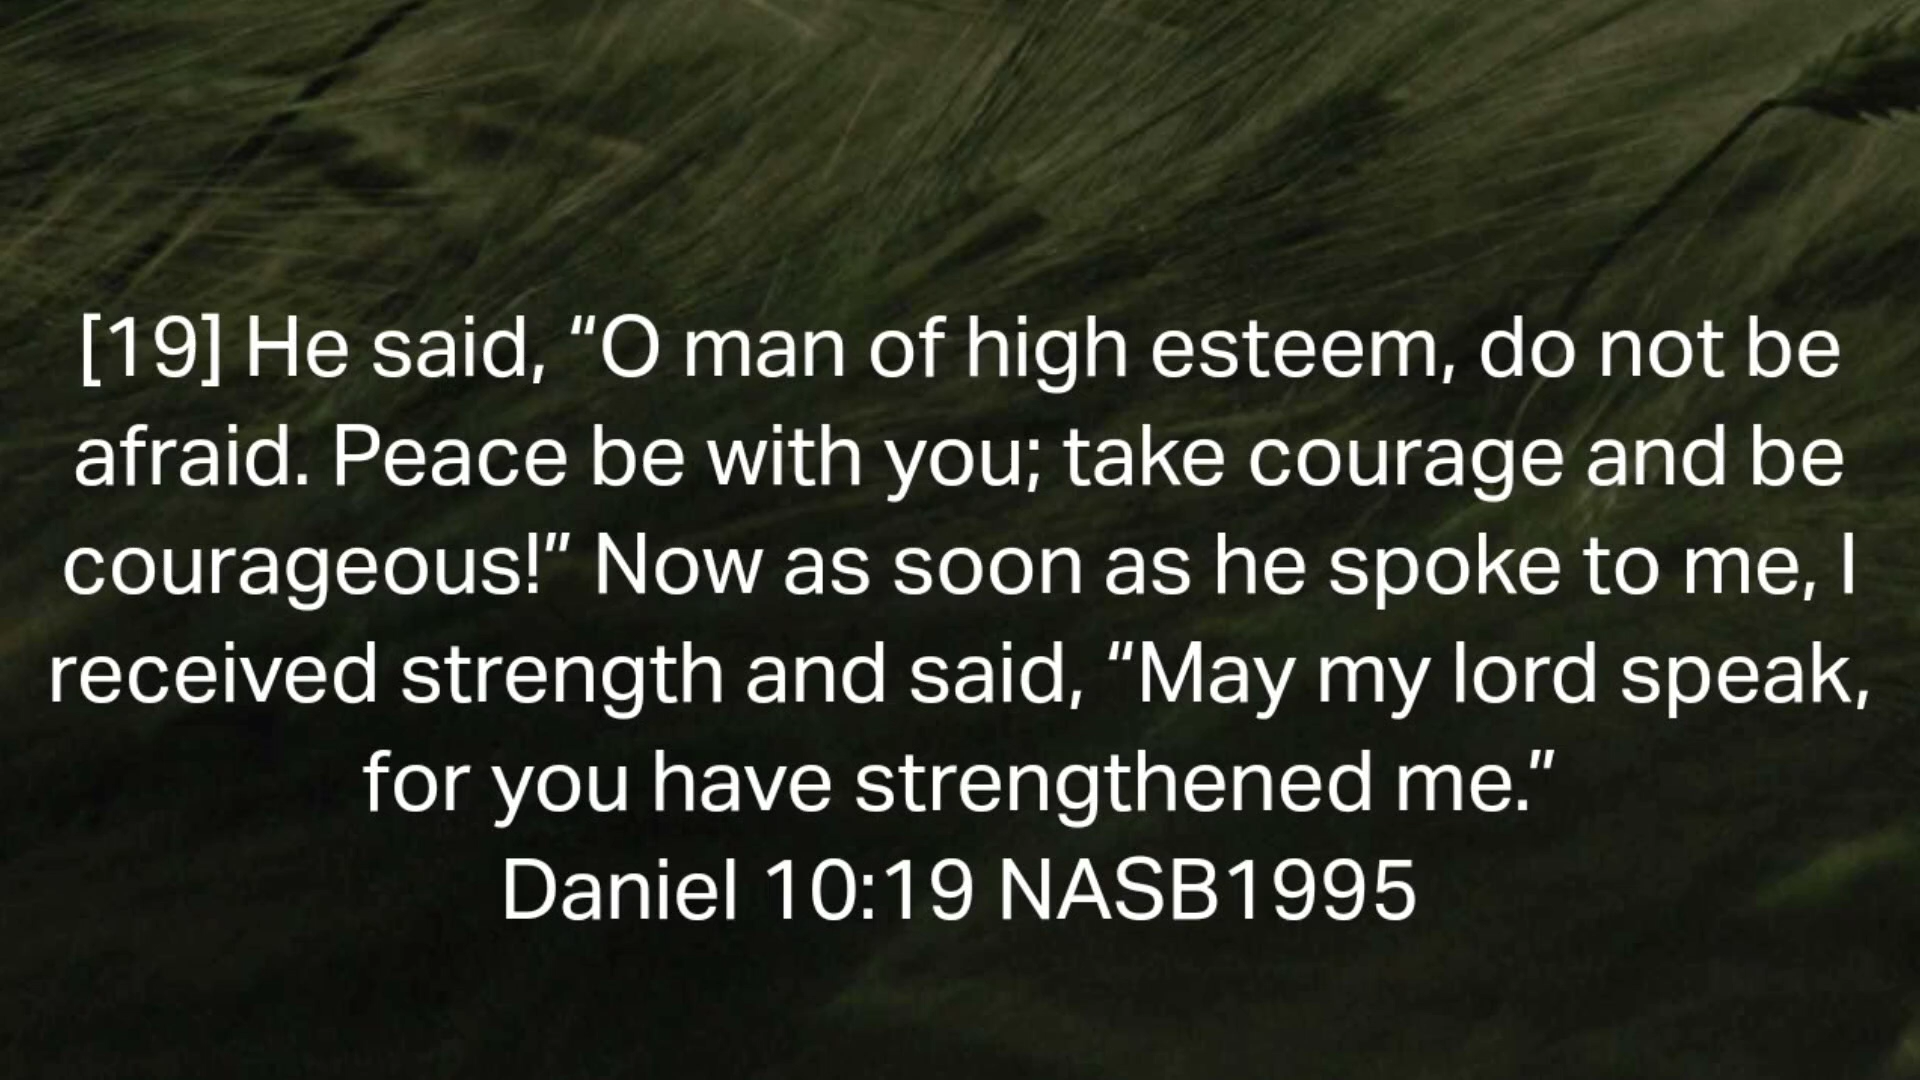 [19] He said, “O man of high esteem, do not be
afraid. Peace be with you; take courage and be
courageous!” Now as soon as he spoke to me, I
received strength and said, “May my lord speak,
for you have strengthened me.”
Daniel 10:19 NASB1995